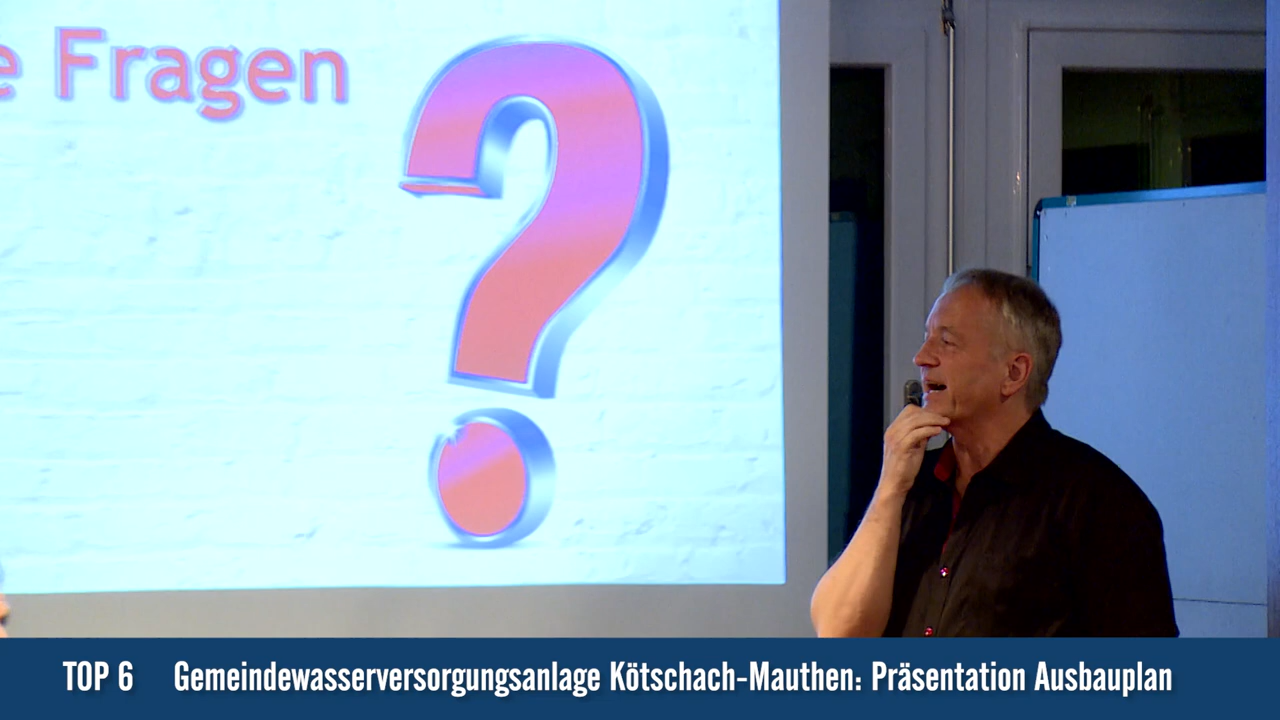 e Fragen
?
TOP 6 Gemeindewasserversorgungsanlage Kötschach-Mauthen: Präsentation Ausbauplan